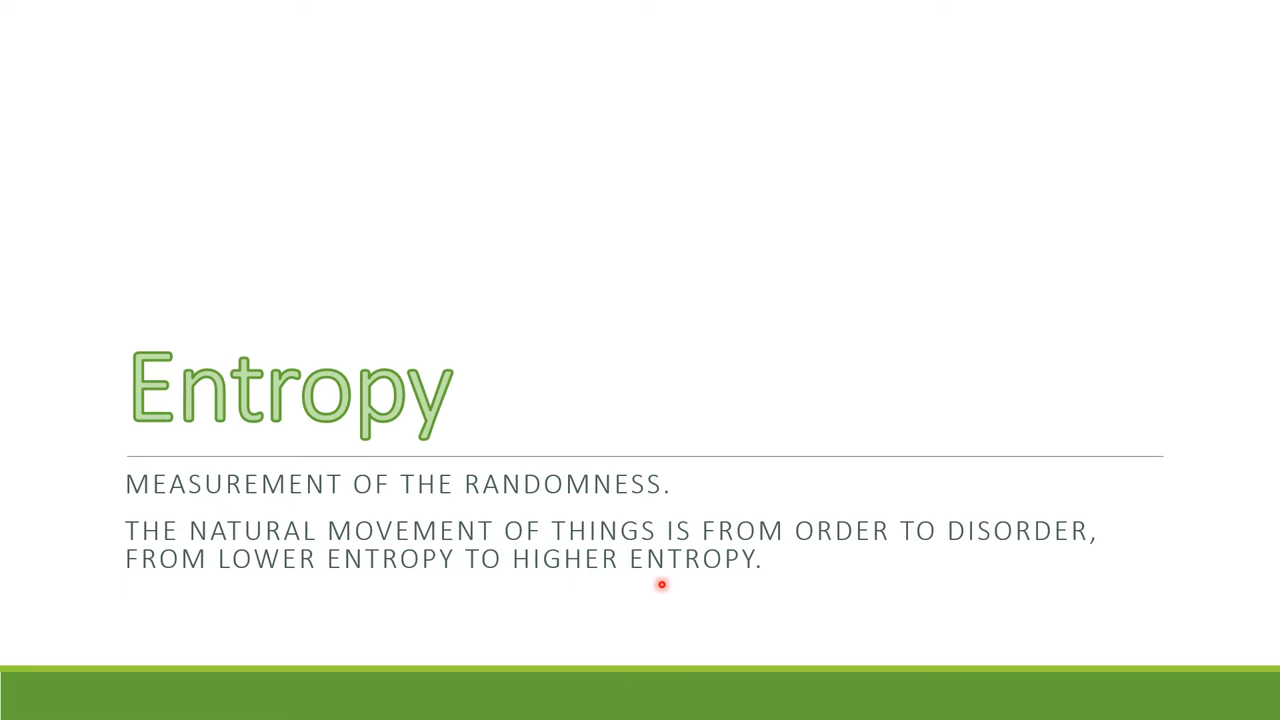 Entropy
MEASUREMENT OF THE RANDOMNESS.
THE NATURAL MOVEMENT OF THINGS IS FROM ORDER TO DISORDER,
FROM LOWER ENTROPY TO HIGHER ENTROPY.